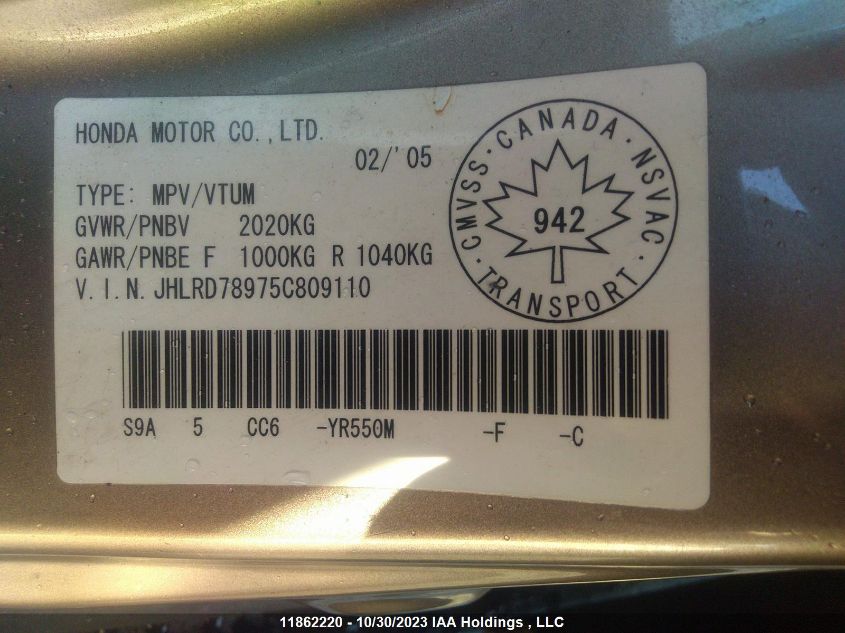 HONDA MOTOR CO.,LTD.
02/'05
TYPE: MPV/VTUM
GVWR/PNBV 2020KG
GAWR/PNBE F 1000KG R 1040KG
V.I.N. JHLRD78975C809110
CMVSS · CANADA · NSVAC · TRANSPORT ·
942
S9A 5 CC6 -YR550M -F -C
11862220 - 10/30/2023 IAA Holdings , LLC